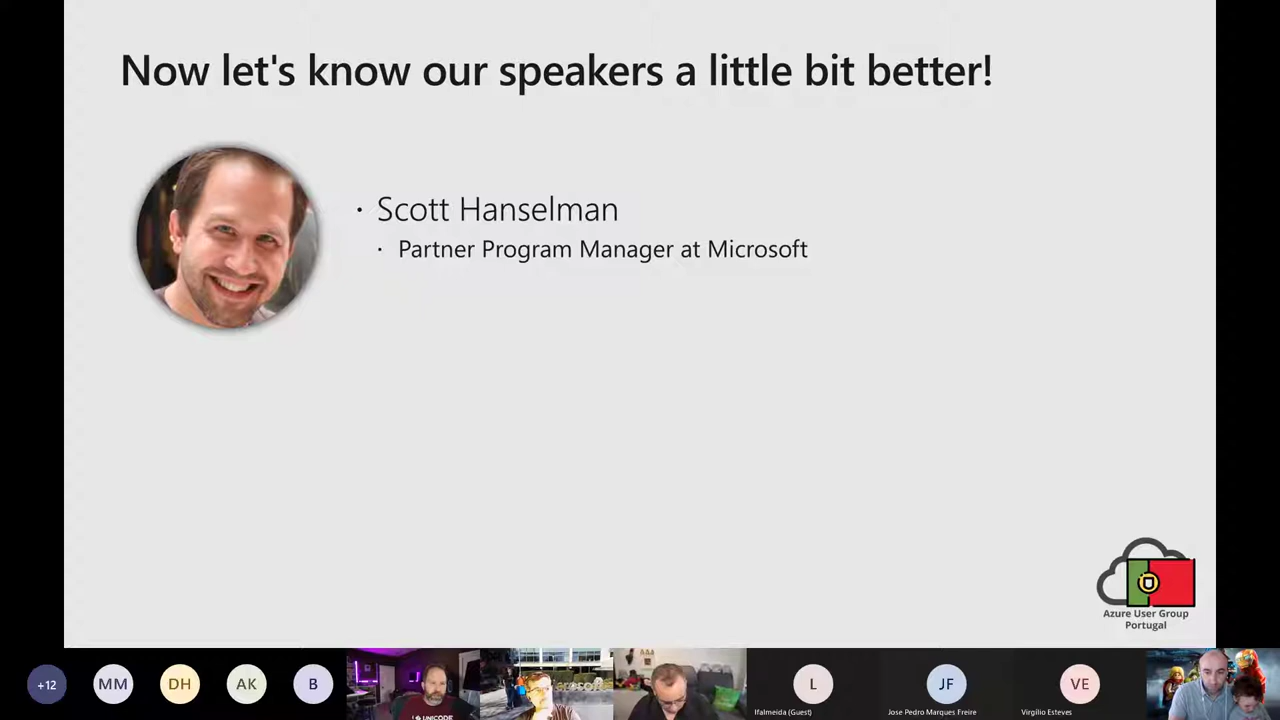 Now let's know our speakers a little bit better!
Scott Hanselman
Partner Program Manager at Microsoft
Azure User Group
Portugal
+12
MM
DH
AK
B
UNICODE
L
lfalmeida (Guest)
JF
Jose Pedro Marques Freire
VE
Virgílio Esteves